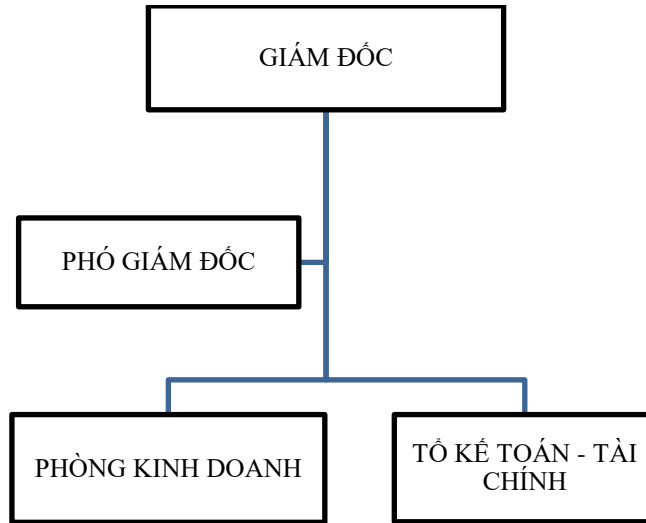 GIÁM ĐỐC
PHÓ GIÁM ĐỐC
PHÒNG KINH DOANH
TỔ KẾ TOÁN - TÀI
CHÍNH